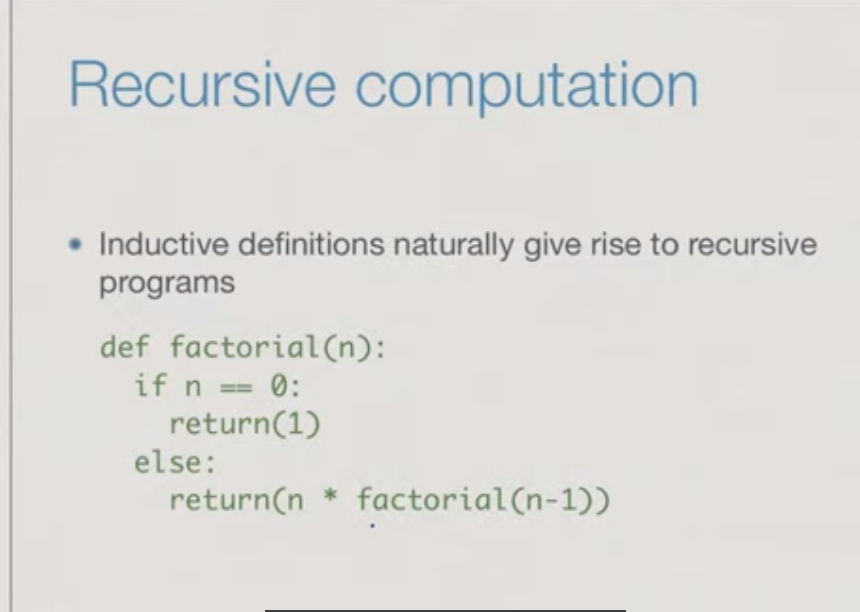 Recursive computation
• Inductive definitions naturally give rise to recursive
programs
def factorial(n):
  if n == 0:
    return(1)
  else:
    return(n * factorial(n-1))